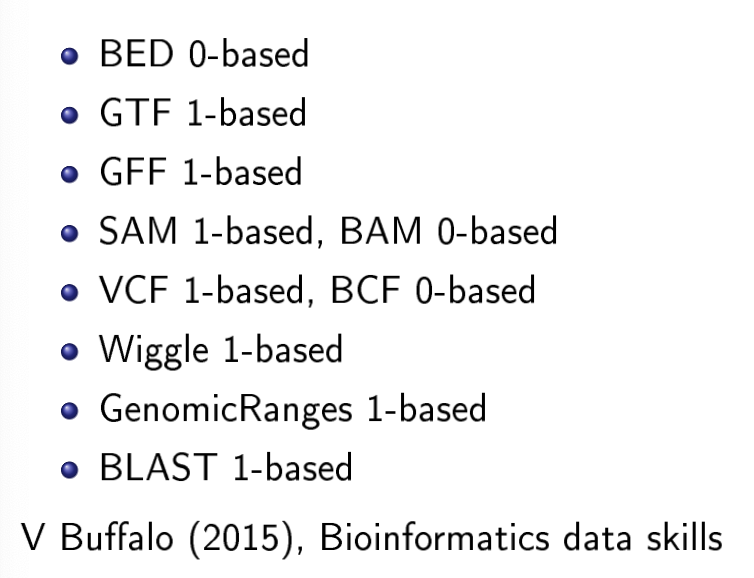 BED 0-based
GTF 1-based
GFF 1-based
SAM 1-based, BAM 0-based
VCF 1-based, BCF 0-based
Wiggle 1-based
GenomicRanges 1-based
BLAST 1-based
V Buffalo (2015), Bioinformatics data skills